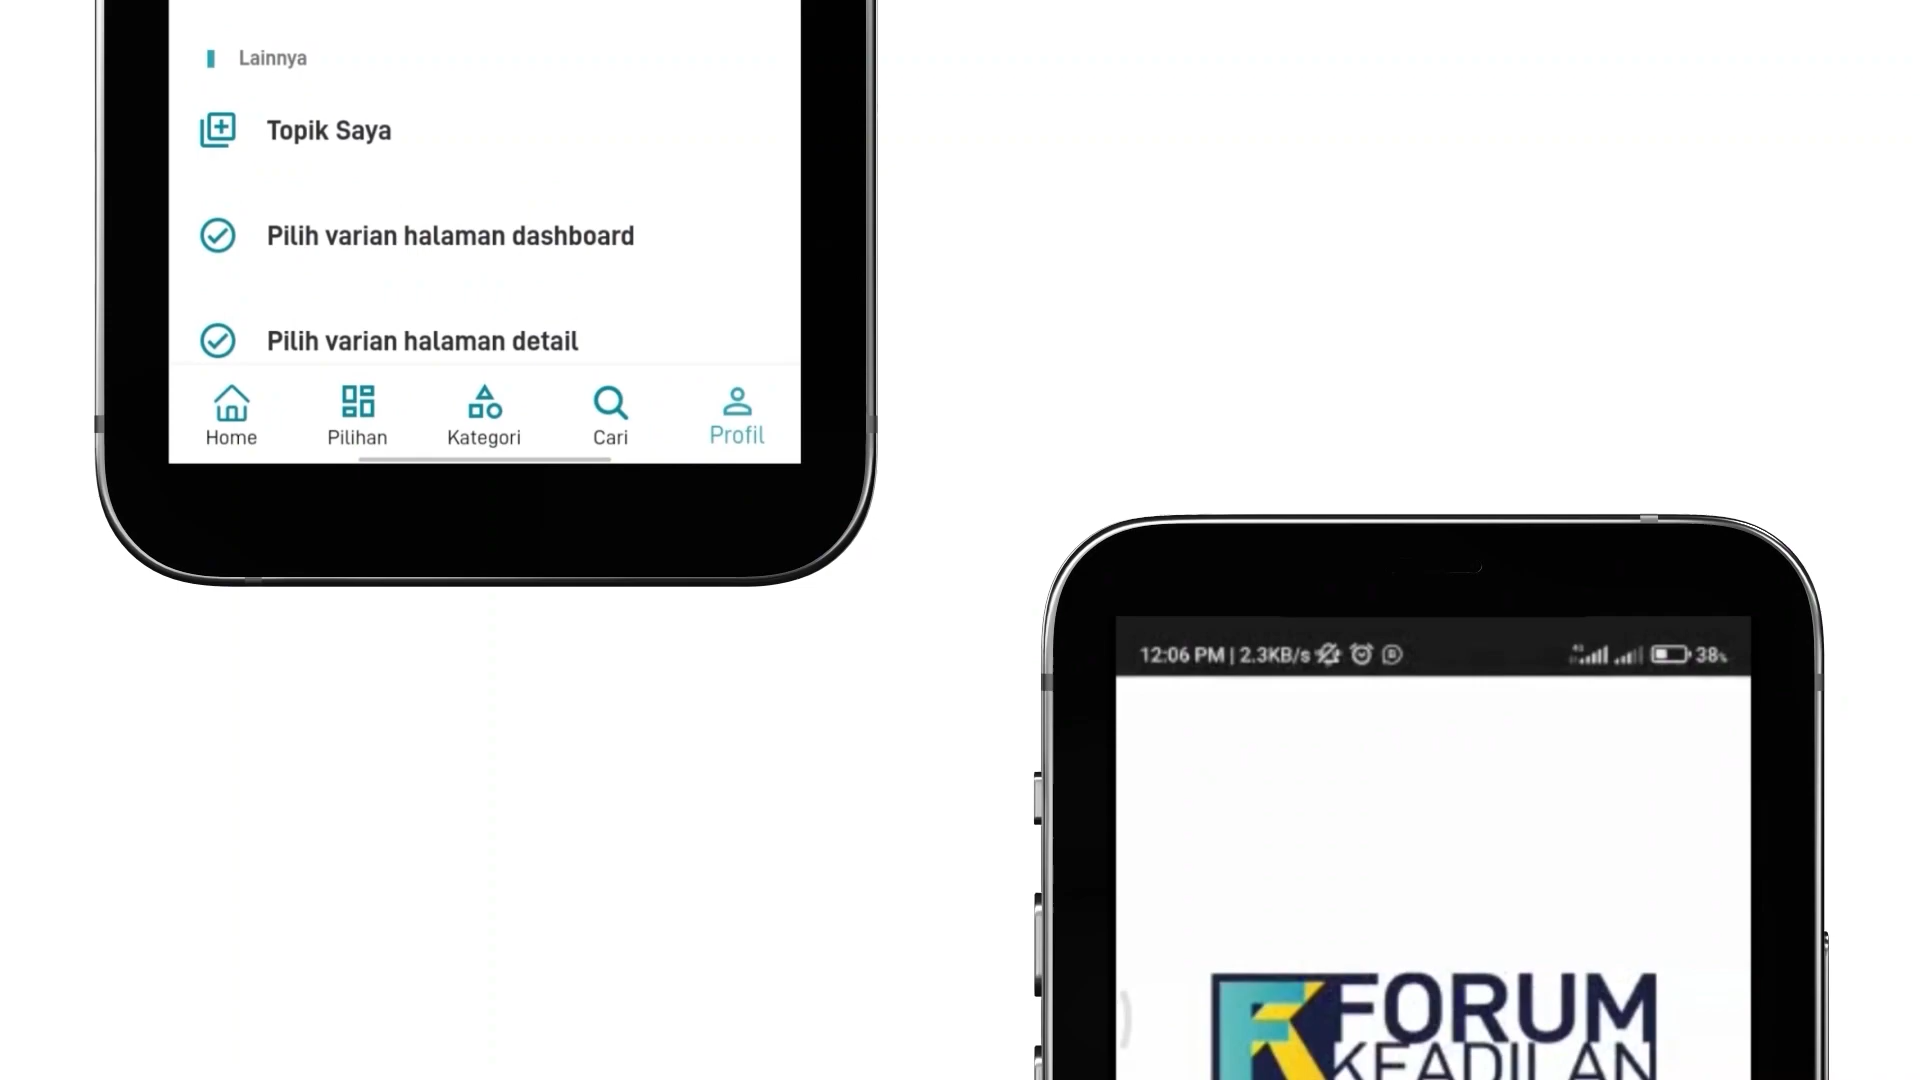 Lainnya
Topik Saya
Pilih varian halaman dashboard
Pilih varian halaman detail
Home
Pilihan
Kategori
Cari
Profil
12:06 PM | 2.3KB/s
38%
FORUM
KEADILAN